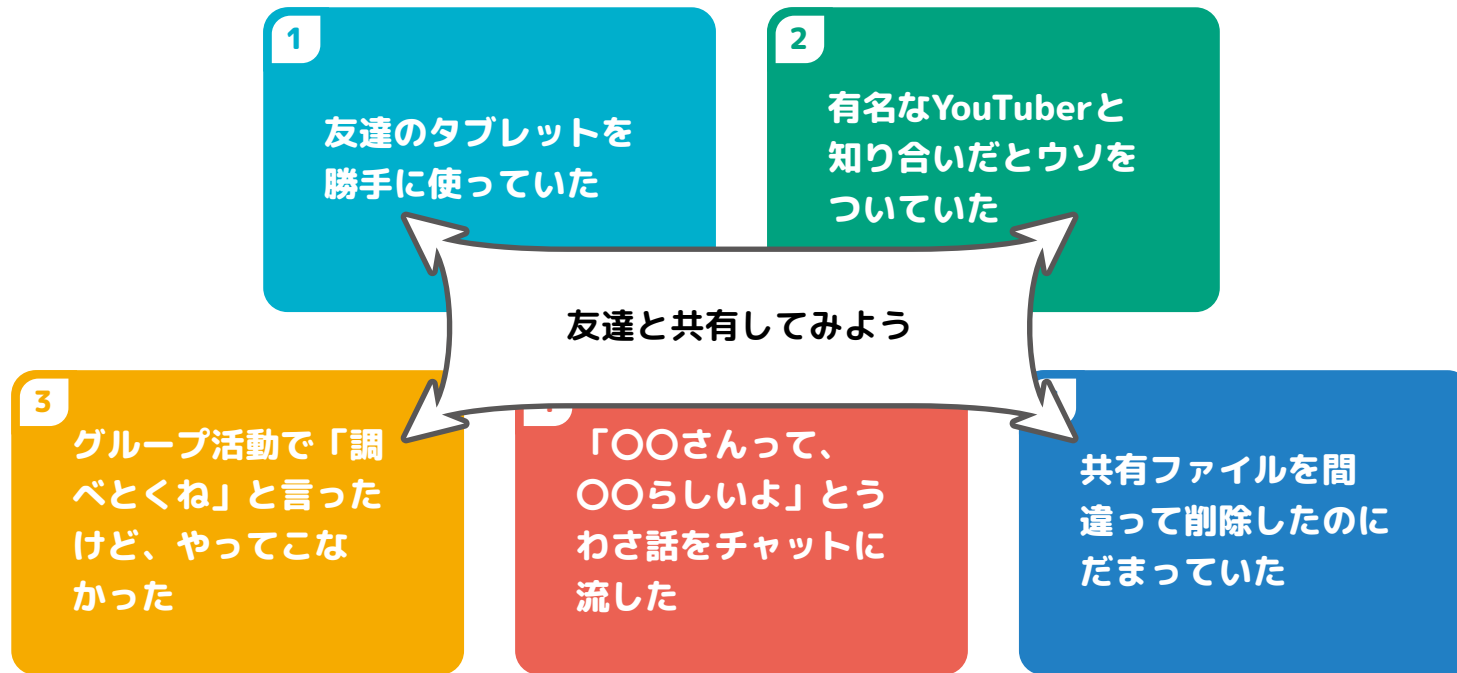 1
友達のタブレットを
勝手に使っていた
2
有名なYouTuberと
知り合いだとウソを
ついていた
友達と共有してみよう
3
グループ活動で「調
べとくね」と言った
けど、やってこな
かった
「〇〇さんって、
〇〇らしいよ」とう
わさ話をチャットに
流した
共有ファイルを間
違って削除したのに
だまっていた